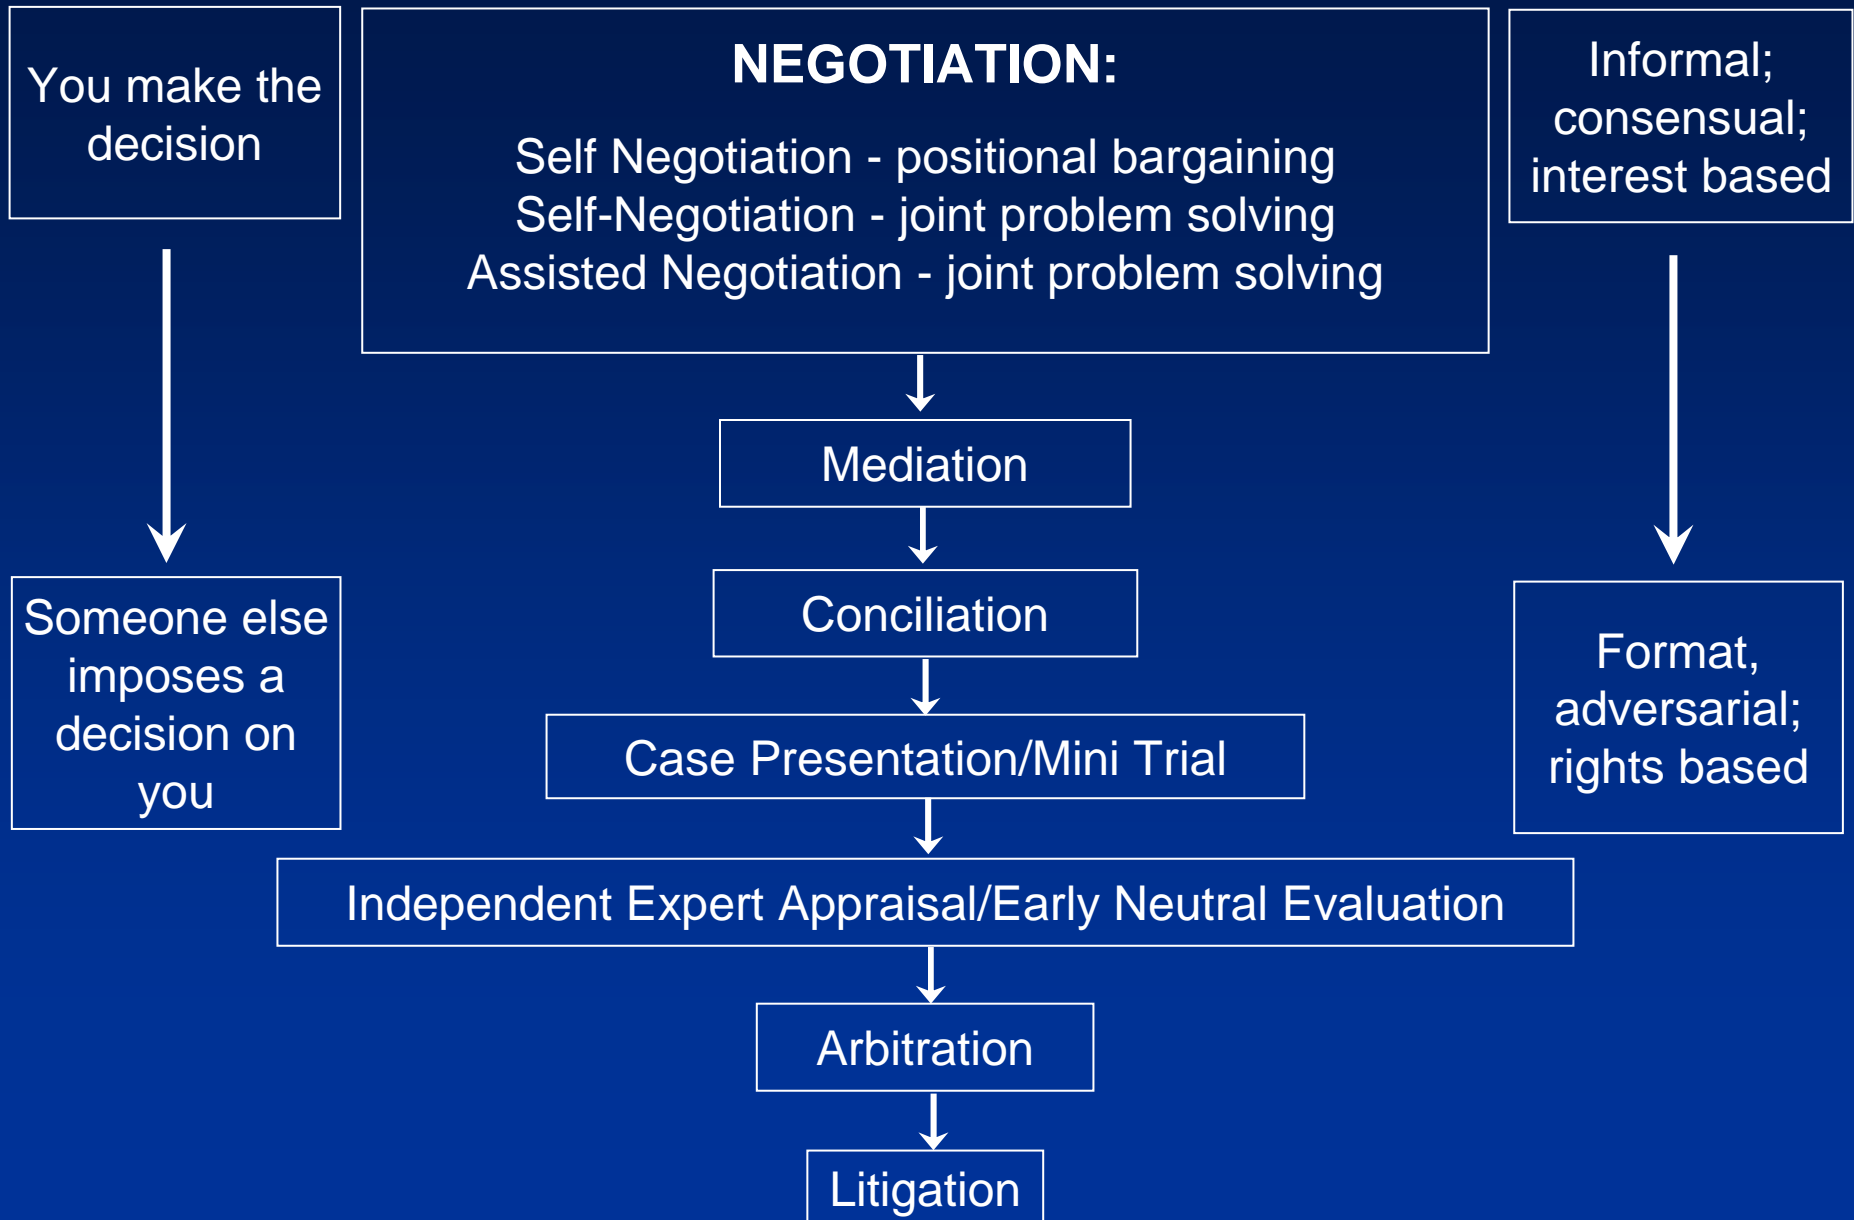 You make the
decision
NEGOTIATION:
Self Negotiation - positional bargaining
Self-Negotiation - joint problem solving
Assisted Negotiation - joint problem solving
Informal;
consensual;
interest based
Mediation
Conciliation
Case Presentation/Mini Trial
Independent Expert Appraisal/Early Neutral Evaluation
Arbitration
Litigation
Someone else
imposes a
decision on
you
Format,
adversarial;
rights based